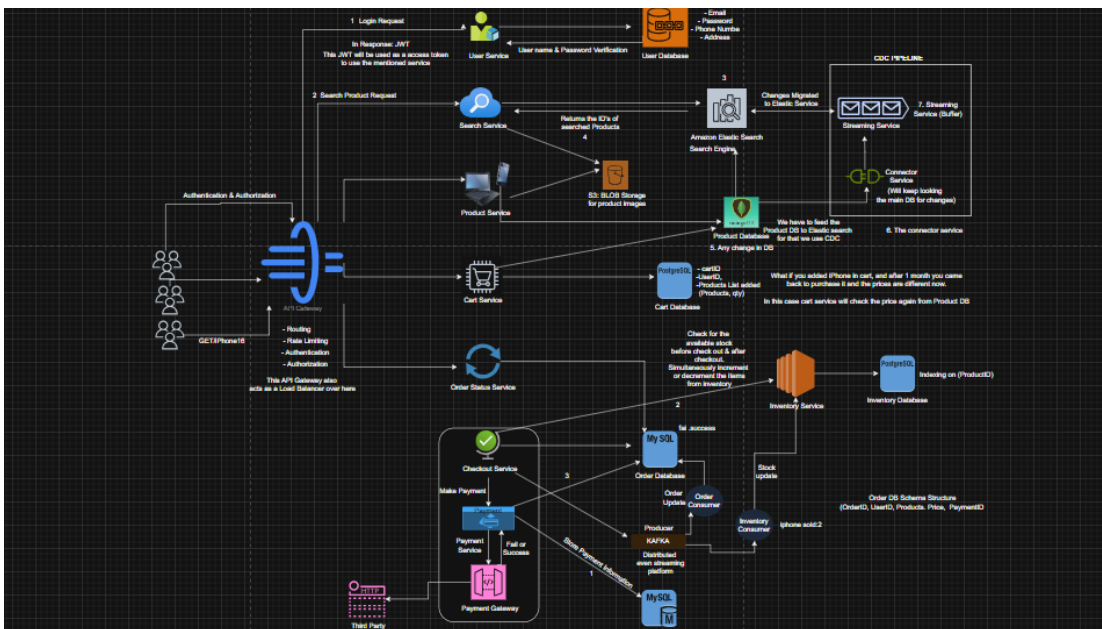 1 Login Request
In Response: JWT
This JWT will be used as a access token
to use the mentioned service
User Service
User name & Password Verification
User Database
- Email
- Password
- Phone Numbe
- Address
2 Search Product Request
Search Service
Returns the ID's of
searched Products
4
3
Amazon Elastic Search
Search Engine
Changes Migrated
to Elastic Service
CDC PIPELINE
Streaming Service
7. Streaming
Service (Buffer)
Connector
Service
(Will keep looking
the main DB for changes)
6. The connector service
Product Service
S3: BLOB Storage
for product images
Product Database
We have to feed the
Product DB to Elastic search
for that we use CDC
5. Any change in DB
Authentication & Authorization
API Gateway
GET/iPhone16
- Routing
- Rate Limiting
- Authentication
- Authorization
This API Gateway also
acts as a Load Balancer over here
Cart Service
PostgreSQL
Cart Database
- cartID
-UserID,
-Products List added
(Products, qty)
What if you added iPhone in cart, and after 1 month you came
back to purchase it and the prices are different now.
In this case cart service will check the price again from Product DB
Order Status Service
Check for the
available stock
before check out & after
checkout.
Simultaneously increment
or decrement the items
from inventory
2
Inventory Service
PostgreSQL
Inventory Database
Indexing on (ProductID)
Checkout Service
Make Payment
Payment
Payment
Service
Fail or
Success
Payment Gateway
HTTP
Third Party
3
.success
My SQL
Order Database
Order
Update
Order
Consumer
Producer
KAFKA
Distributed
even streaming
platform
Stock
update
Inventory
Consumer
iphone sold:2
Order DB Schema Structure
(OrderID, UserID, Products. Price, PaymentID)
Store Payment Information
1
My SQL
M